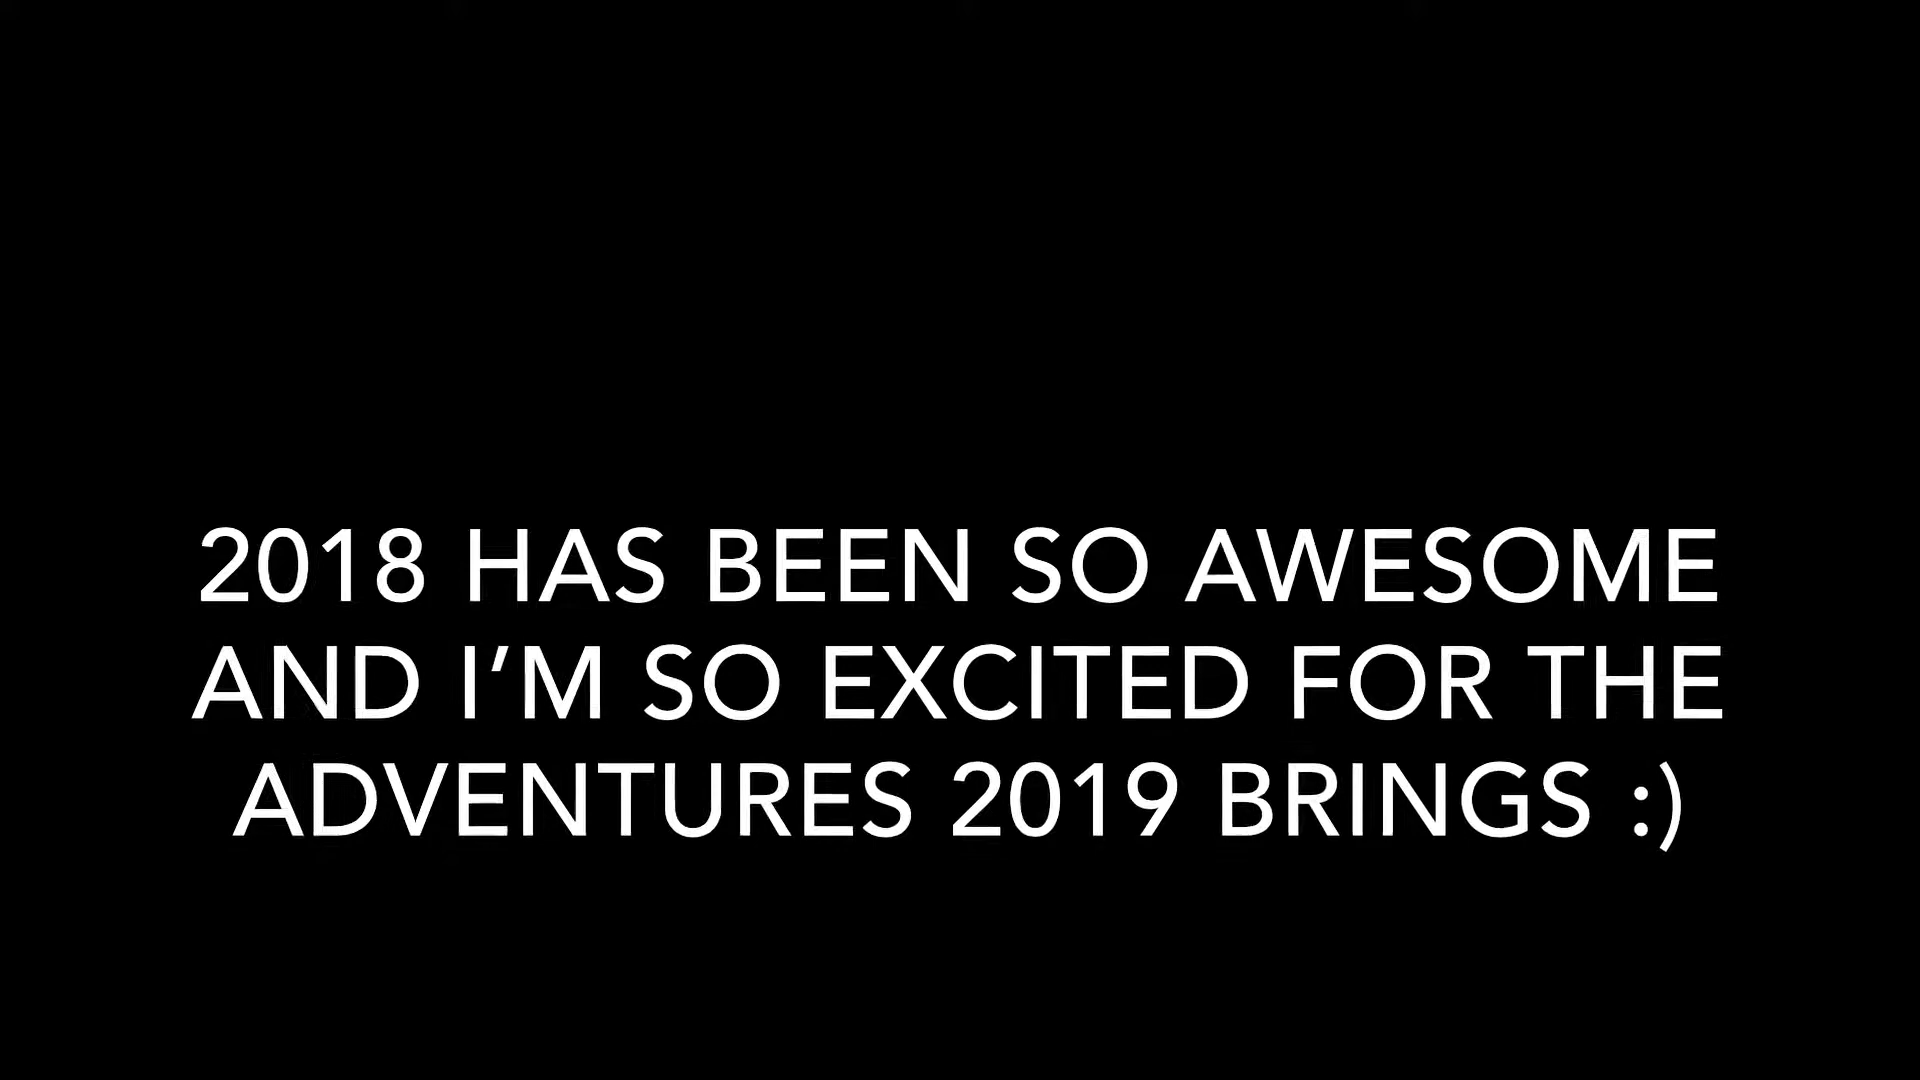 2018 HAS BEEN SO AWESOME
AND I’M SO EXCITED FOR THE
ADVENTURES 2019 BRINGS :)